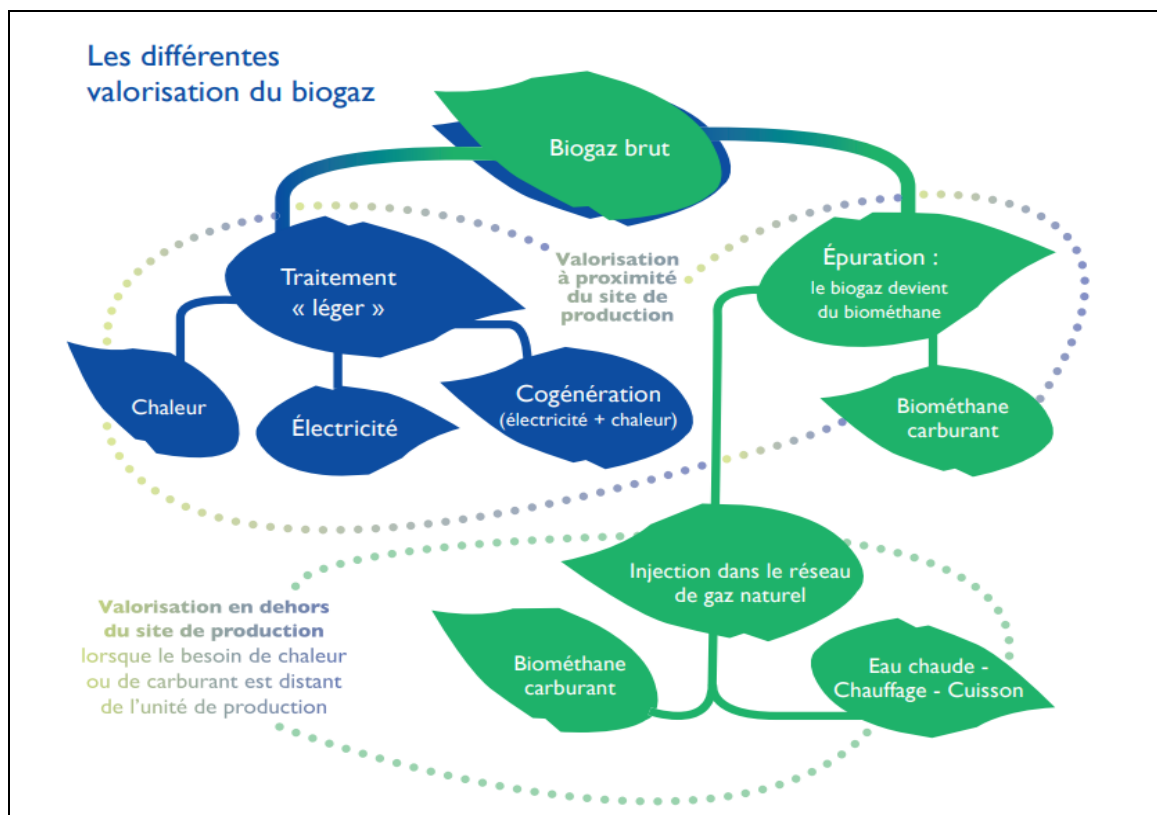 Les différentes
valorisation du biogaz
Biogaz brut
Traitement
« léger »
Valorisation
à proximité
du site de
production
Épuration :
le biogaz devient
du biométhane
Chaleur
Électricité
Cogénération
(électricité + chaleur)
Biométhane
carburant
Injection dans le réseau
de gaz naturel
Valorisation en dehors
du site de production
lorsque le besoin de chaleur
ou de carburant est distant
de l'unité de production
Biométhane
carburant
Eau chaude -
Chauffage - Cuisson